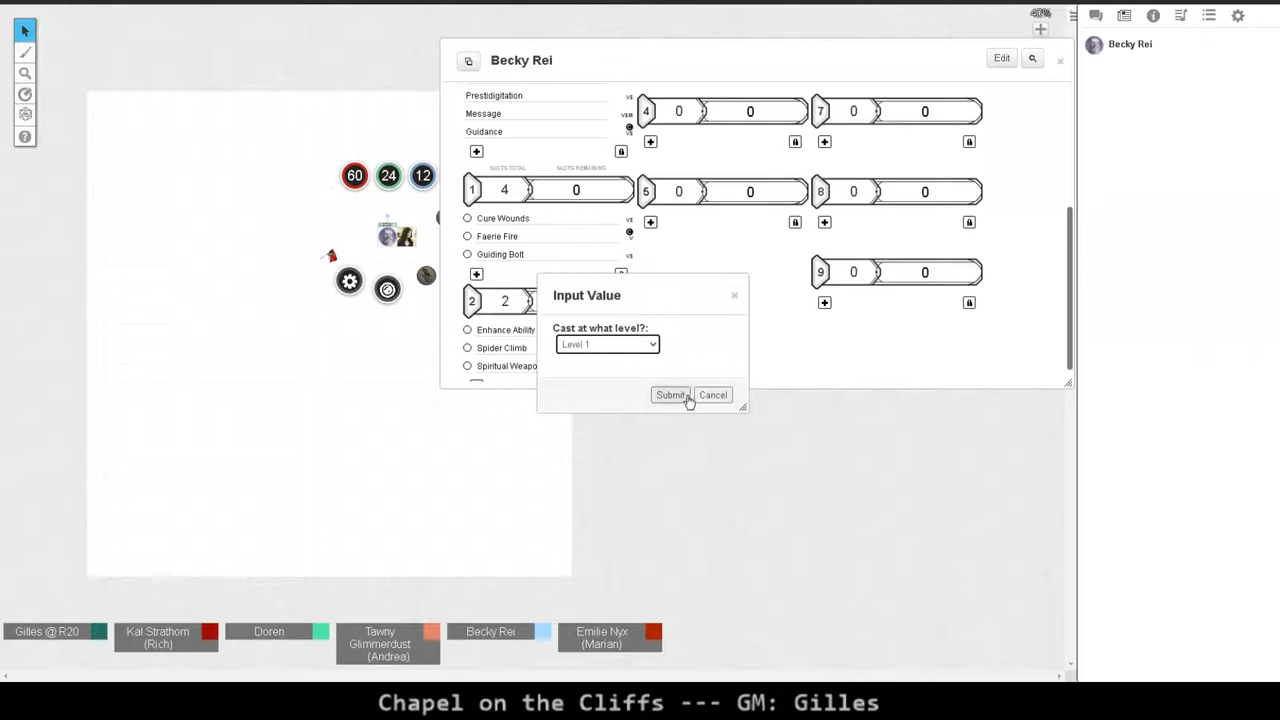 40%
Becky Rei
Edit
Becky Rei
Prestidigitation
Message
Guidance
SLOTS TOTAL
SLOTS REMAINING
1 4 0
Cure Wounds
Faerie Fire
Guiding Bolt
2 2
Enhance Ability
Spider Climb
Spiritual Weapo
4 0 0
5 0 0
7 0 0
8 0 0
9 0 0
60
24
12
Input Value
Cast at what level?:
Level 1
Submit
Cancel
Gilles @ R20
Kal Strathorn
(Rich)
Doren
Tawny
Glimmerdust
(Andrea)
Becky Rei
Emilie Nyx
(Marian)
Chapel on the Cliffs --- GM: Gilles